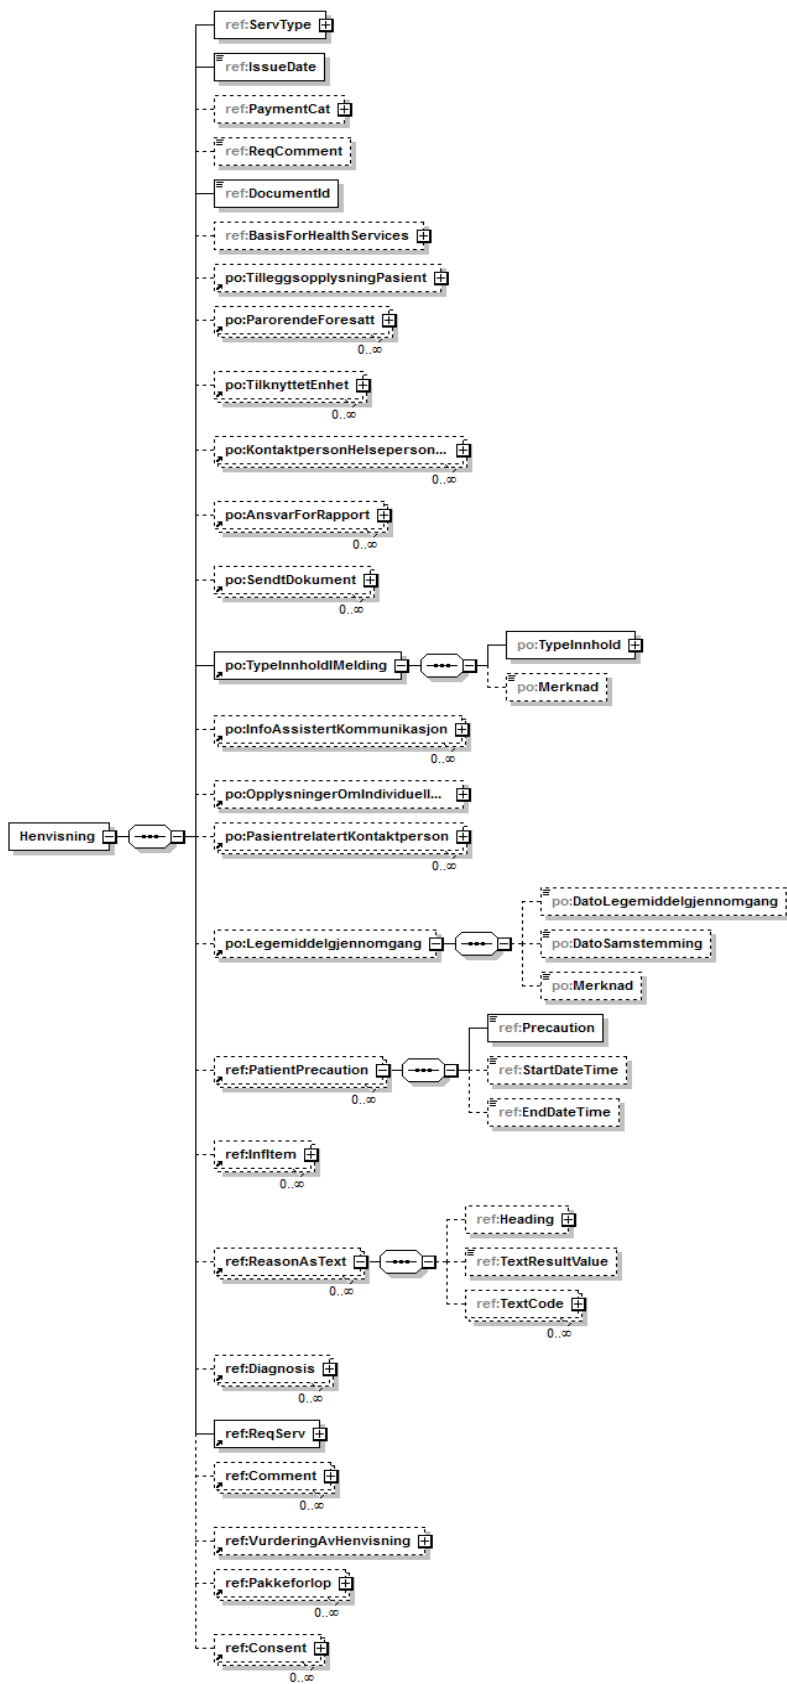 ref:ServType
ref:IssueDate
ref:PaymentCat
ref:ReqComment
ref:DocumentId
ref:BasisForHealthServices
po:TilleggsopplysningPasient
po:ParorendeForesatt
0..∞
po:TilknyttetEnhet
0..∞
po:KontaktpersonHelseperson...
0..∞
po:AnsvarForRapport
0..∞
po:SendtDokument
0..∞
po:TypeInnholdIMelding
po:TypeInnhold
po:Merknad
po:InfoAssistertKommunikasjon
0..∞
po:OpplysningerOmIndividuell...
Henvisning
po:PasientrelatertKontaktperson
0..∞
po:Legemiddelgjennomgang
po:DatoLegemiddelgjennomgang
po:DatoSamstemming
po:Merknad
ref:PatientPrecaution
0..∞
ref:Precaution
ref:StartDateTime
ref:EndDateTime
ref:InfItem
0..∞
ref:ReasonAsText
0..∞
ref:Heading
ref:TextResultValue
ref:TextCode
0..∞
ref:Diagnosis
0..∞
ref:ReqServ
ref:Comment
0..∞
ref:VurderingAvHenvisning
ref:Pakkeforlop
0..∞
ref:Consent
0..∞